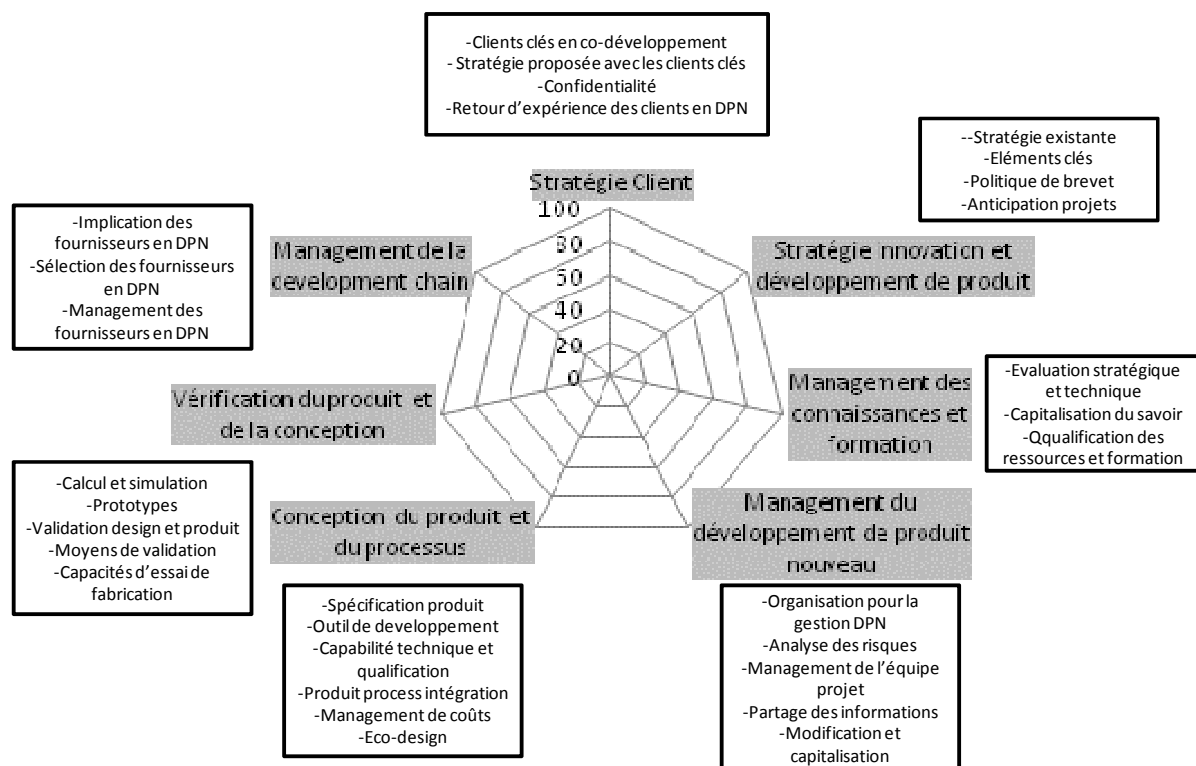 -Clients clés en co-développement
- Stratégie proposée avec les clients clés
-Confidentialité
-Retour d'expérience des clients en DPN
--Stratégie existante
-Eléments clés
-Politique de brevet
-Anticipation projets
Stratégie Client
100
80
60
40
20
0
-Implication des
fournisseurs en DPN
-Sélection des fournisseurs
en DPN
-Management des
fournisseurs en DPN
Management de la
development chain
Stratégie innovation et
développement de produit
Vérification du produit et
de la conception
Management des
connaissances et
formation
-Evaluation stratégique
et technique
-Capitalisation du savoir
-Qqualification des
ressources et formation
-Calcul et simulation
-Prototypes
-Validation design et produit
-Moyens de validation
-Capacités d'essai de
fabrication
Conception du produit et
du processus
Management du
développement de produit
nouveau
-Spécification produit
-Outil de developpement
-Capabilité technique et
qualification
-Produit process intégration
-Management de coûts
-Eco-design
-Organisation pour la
gestion DPN
-Analyse des risques
-Management de l'équipe
projet
-Partage des informations
-Modification et
capitalisation